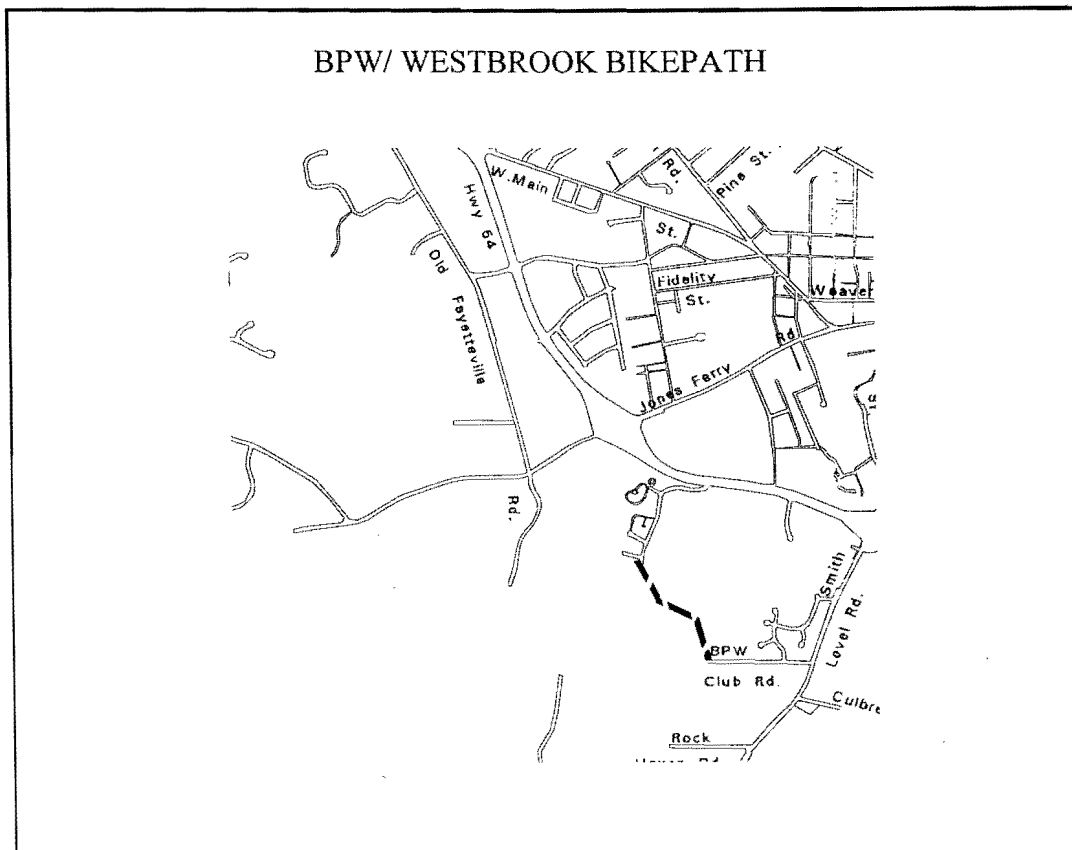 BPW/ WESTBROOK BIKEPATH
W. Main
Rd.
Pine St.
Hwy 54
St.
Old
Fayetteville
Fidelity
St.
Weaver
Rd.
Jones Ferry
Rd.
Smith
Level Rd.
BPW
Club Rd.
Culbre
Rock